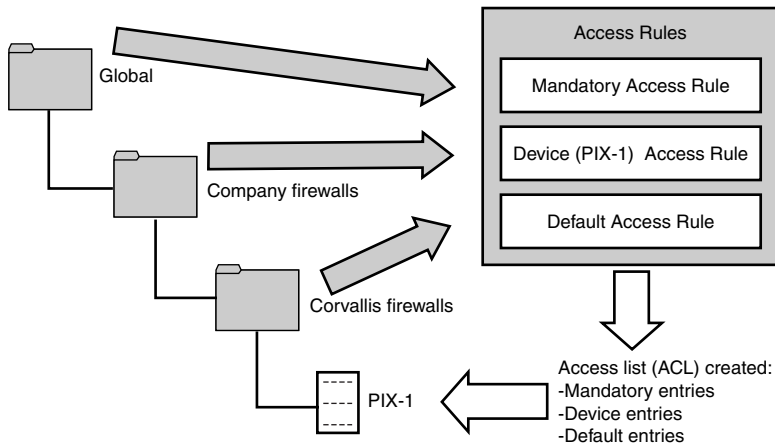 Global
Company firewalls
Corvallis firewalls
PIX-1
Access Rules
Mandatory Access Rule
Device (PIX-1) Access Rule
Default Access Rule
Access list (ACL) created:
-Mandatory entries
-Device entries
-Default entries